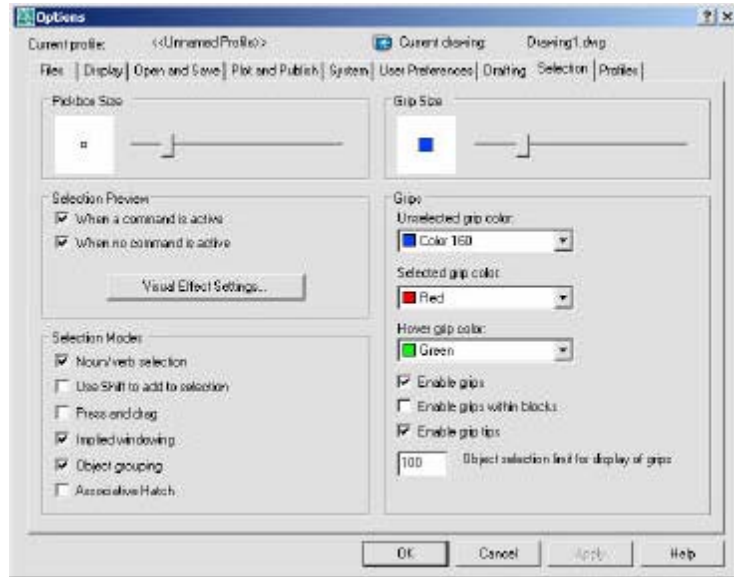 Options
Current profile: <<Unnamed Profile>> Current drawing: Drawing1.dwg
Files Display Open and Save Plot and Publish System User Preferences Drafting Selection Profiles
Pickbox Size
Grip Size
Selection Preview
When a command is active
When no command is active
Visual Effect Settings...
Selection Modes
Noun/verb selection
Use Shift to add to selection
Press and drag
Implied windowing
Object grouping
Associative Hatch
Grips
Unselected grip color:
Color 160
Selected grip color:
Red
Hover grip color:
Green
Enable grips
Enable grips within blocks
Enable grip tips
100 Object selection limit for display of grips
OK Cancel Apply Help